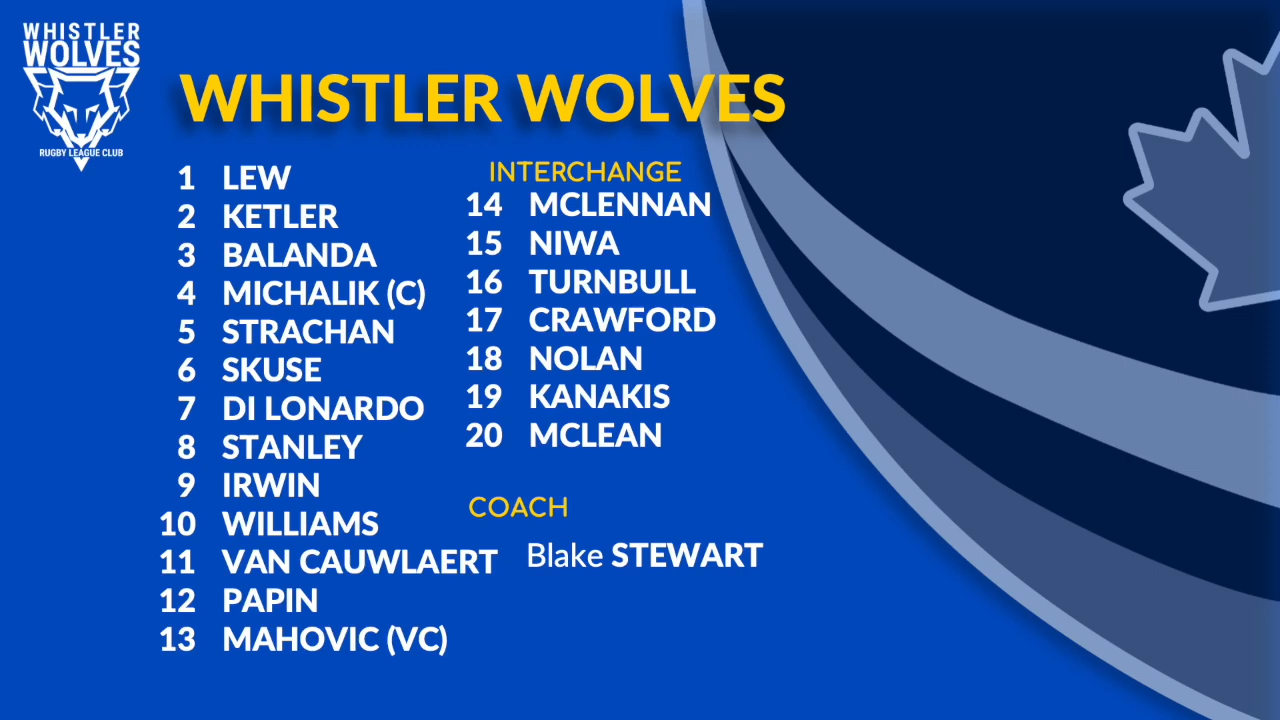 WHISTLER
WOLVES
RUGBY LEAGUE CLUB
WHISTLER WOLVES
1 LEW
2 KETLER
3 BALANDA
4 MICHALIK (C)
5 STRACHAN
6 SKUSE
7 DI LONARDO
8 STANLEY
9 IRWIN
10 WILLIAMS
11 VAN CAUWLAERT
12 PAPIN
13 MAHOVIC (VC)
INTERCHANGE
14 MCLENNAN
15 NIWA
16 TURNBULL
17 CRAWFORD
18 NOLAN
19 KANAKIS
20 MCLEAN
COACH
Blake STEWART